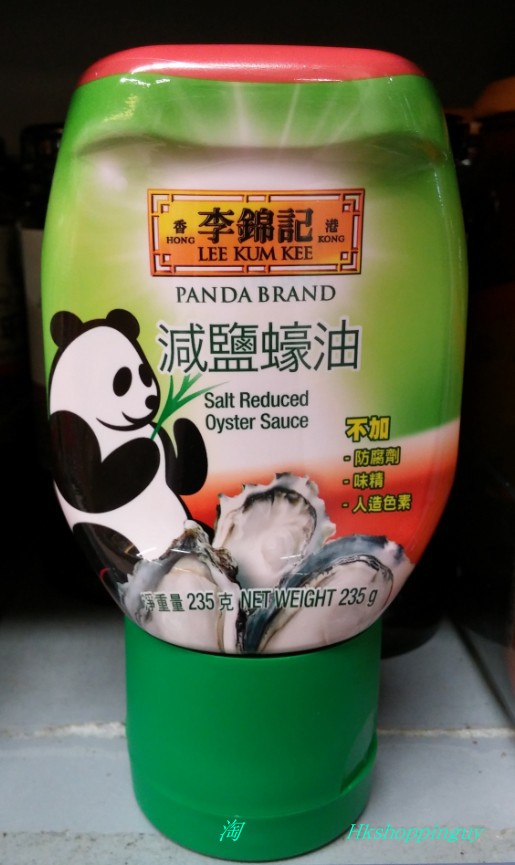 香 李錦記 港
HONG LEE KUM KEE KONG
PANDA BRAND
減鹽蠔油
Salt Reduced
Oyster Sauce
不加
- 防腐劑
- 味精
- 人造色素
淨重量 235 克 NET WEIGHT 235 g
淘 Hkshoppinguy